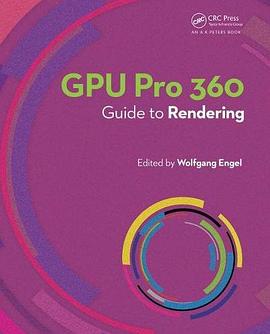 CRC Press
Taylor & Francis Group
AN A K PETERS BOOK
GPU Pro 360
Guide to Rendering
Edited by Wolfgang Engel